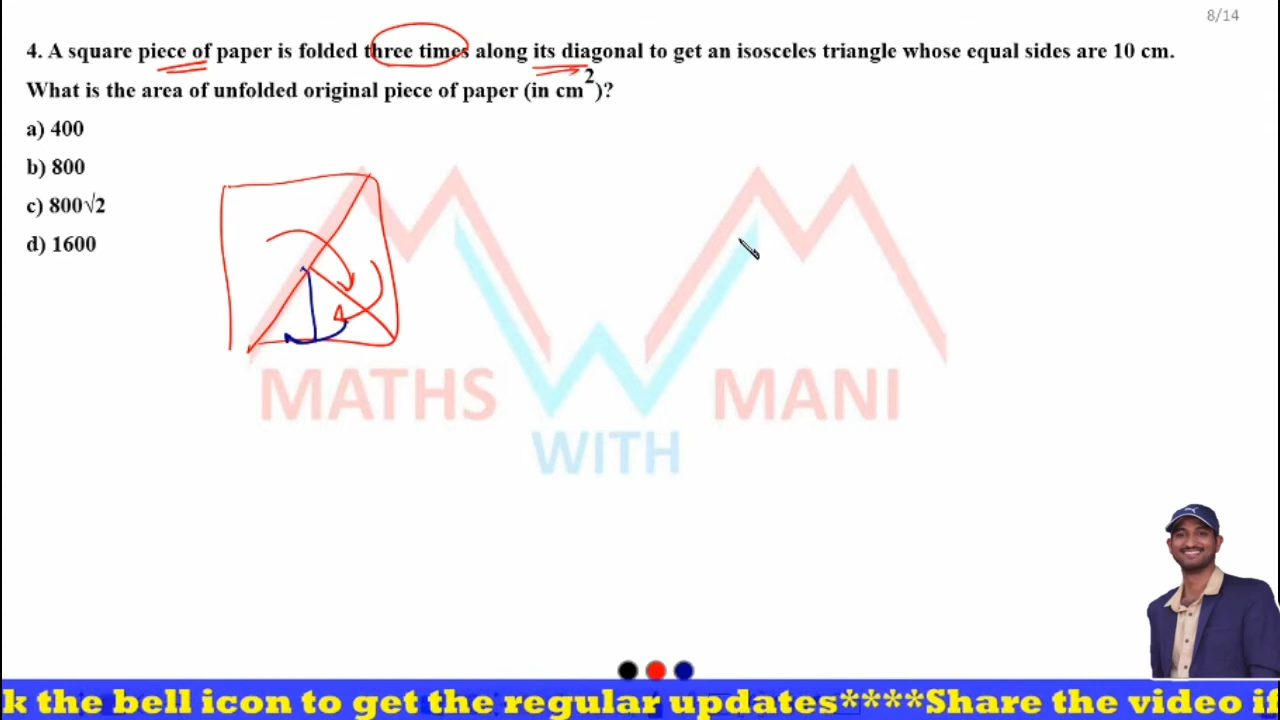 8/14
4. A square piece of paper is folded three times along its diagonal to get an isosceles triangle whose equal sides are 10 cm.
What is the area of unfolded original piece of paper (in cm²)?
a) 400
b) 800
c) 800√2
d) 1600
MATHS WITH MANI
k the bell icon to get the regular updates****Share the video if